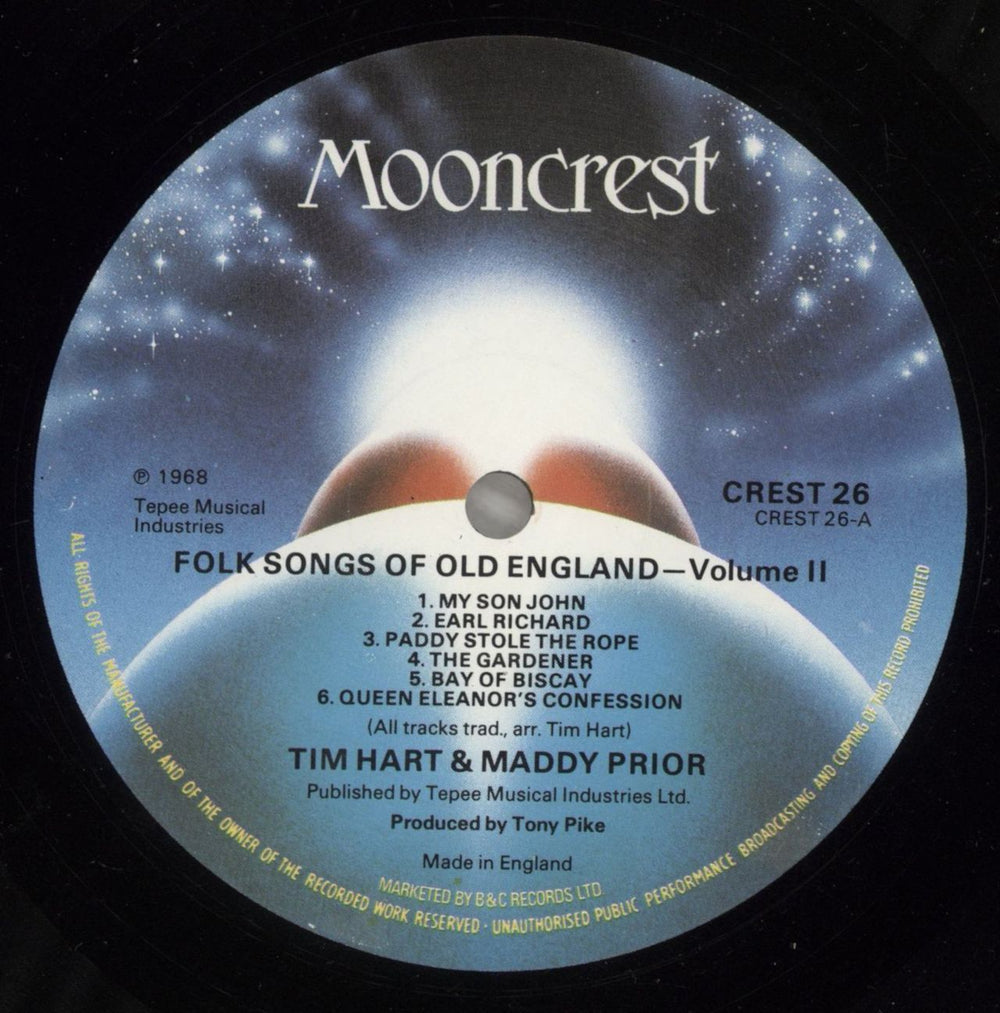 Mooncrest
℗ 1968
Tepee Musical
Industries
CREST 26
CREST 26-A
FOLK SONGS OF OLD ENGLAND—Volume II
1. MY SON JOHN
2. EARL RICHARD
3. PADDY STOLE THE ROPE
4. THE GARDENER
5. BAY OF BISCAY
6. QUEEN ELEANOR'S CONFESSION
(All tracks trad., arr. Tim Hart)
TIM HART & MADDY PRIOR
Published by Tepee Musical Industries Ltd.
Produced by Tony Pike
Made in England
MARKETED BY B&C RECORDS LTD.
ALL RIGHTS OF THE MANUFACTURER AND OF THE OWNER OF THE RECORDED WORK RESERVED · UNAUTHORISED PUBLIC PERFORMANCE BROADCASTING AND COPYING OF THIS RECORD PROHIBITED